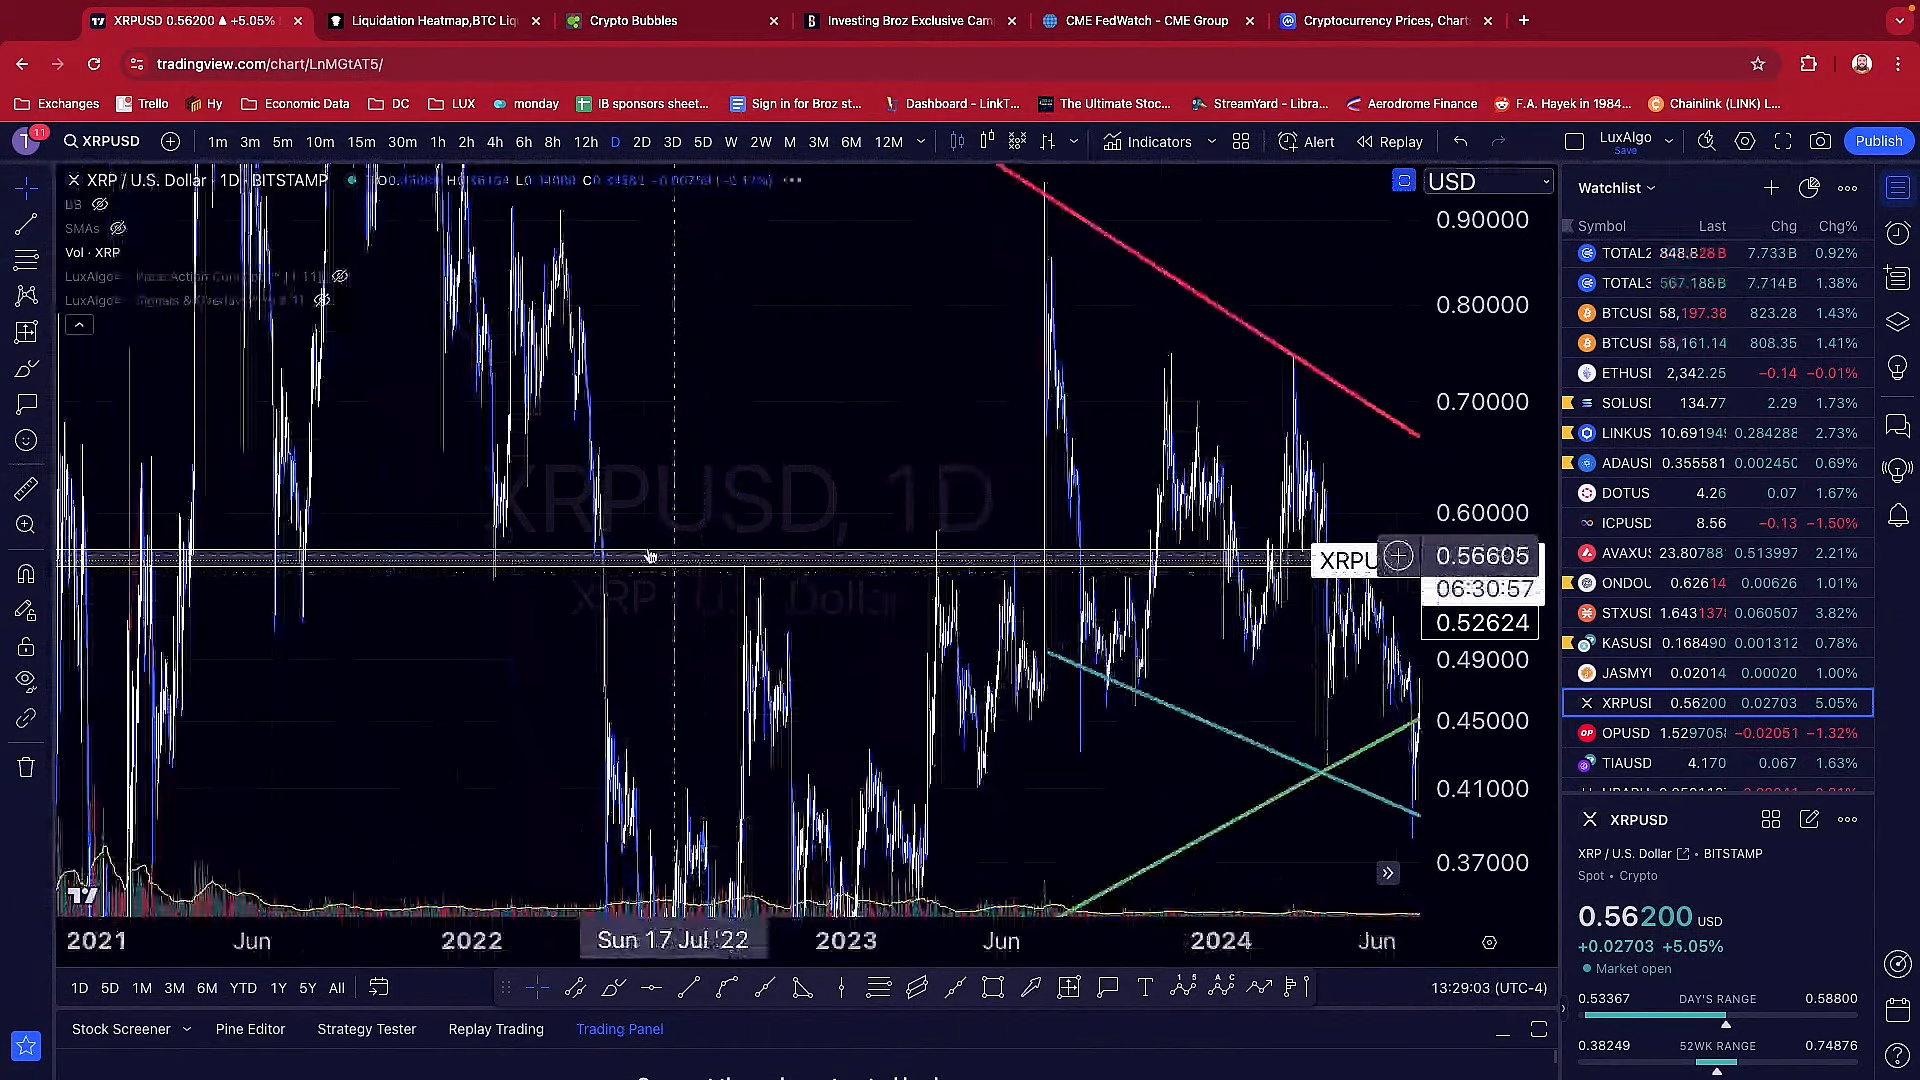 XRPUSD 0.56200 ▲ +5.05%
Liquidation Heatmap,BTC Liq
Crypto Bubbles
Investing Broz Exclusive Cam
CME FedWatch - CME Group
Cryptocurrency Prices, Chart
tradingview.com/chart/LnMGtAT5/
Exchanges
Trello
Hy
Economic Data
DC
LUX
monday
IB sponsors sheet...
Sign in for Broz st...
Dashboard - LinkT...
The Ultimate Stoc...
StreamYard - Libra...
Aerodrome Finance
F.A. Hayek in 1984...
Chainlink (LINK) L...
T 11
XRPUSD
1m 3m 5m 10m 15m 30m 1h 2h 4h 6h 8h 12h D 2D 3D 5D W 2W M 3M 6M 12M
Indicators
Alert
Replay
LuxAlgo
Save
Publish
XRP / U.S. Dollar · 1D · BITSTAMP
SMAs
Vol · XRP
LuxAlgo
LuxAlgo
USD
XRPUSD, 1D
XRP / U.S. Dollar
0.90000
0.80000
0.70000
0.60000
XRPU
0.56605
06:30:57
0.52624
0.49000
0.45000
0.41000
0.37000
2021 Jun 2022 Sun 17 Jul '22 2023 Jun 2024 Jun
1D 5D 1M 3M 6M YTD 1Y 5Y All
13:29:03 (UTC-4)
Stock Screener
Pine Editor
Strategy Tester
Replay Trading
Trading Panel
Watchlist
Symbol Last Chg Chg%
TOTAL2 848.828B 7.733B 0.92%
TOTAL3 567.188B 7.714B 1.38%
BTCUSI 58,197.38 823.28 1.43%
BTCUSI 58,161.14 808.35 1.41%
ETHUSI 2,342.25 −0.14 −0.01%
SOLUSI 134.77 2.29 1.73%
LINKUS 10.691949 0.284288 2.73%
ADAUSI 0.355581 0.002450 0.69%
DOTUS 4.26 0.07 1.67%
ICPUSD 8.56 −0.13 −1.50%
AVAXUS 23.80788 0.513997 2.21%
ONDOU 0.62614 0.00626 1.01%
STXUSI 1.643137 0.060507 3.82%
KASUSI 0.168490 0.001312 0.78%
JASMYU 0.02014 0.00020 1.00%
XRPUSI 0.56200 0.02703 5.05%
OPUSD 1.529705 −0.02051 −1.32%
TIAUSD 4.170 0.067 1.63%
XRPUSD
XRP / U.S. Dollar • BITSTAMP
Spot • Crypto
0.56200 USD
+0.02703 +5.05%
Market open
0.53367 DAY'S RANGE 0.58800
0.38249 52WK RANGE 0.74876